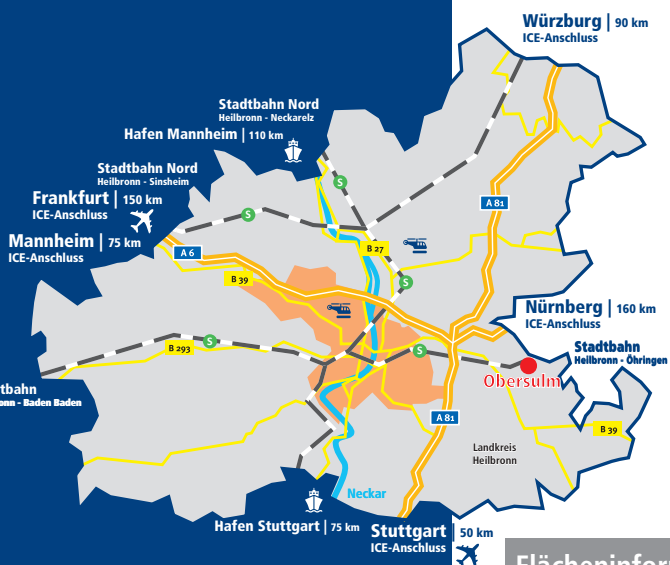 Würzburg | 90 km
ICE-Anschluss
Stadtbahn Nord
Heilbronn - Neckarelz
Hafen Mannheim | 110 km
Stadtbahn Nord
Heilbronn - Sinsheim
Frankfurt | 150 km
ICE-Anschluss
Mannheim | 75 km
ICE-Anschluss
S
S
A 81
A 6
B 27
B 39
S
Nürnberg | 160 km
ICE-Anschluss
Stadtbahn
Heilbronn - Öhringen
B 293
S
S
Obersulm
tbahn
onn - Baden Baden
A 81
B 39
Landkreis
Heilbronn
Neckar
Hafen Stuttgart | 75 km
Stuttgart | 50 km
ICE-Anschluss
Flächeninfor